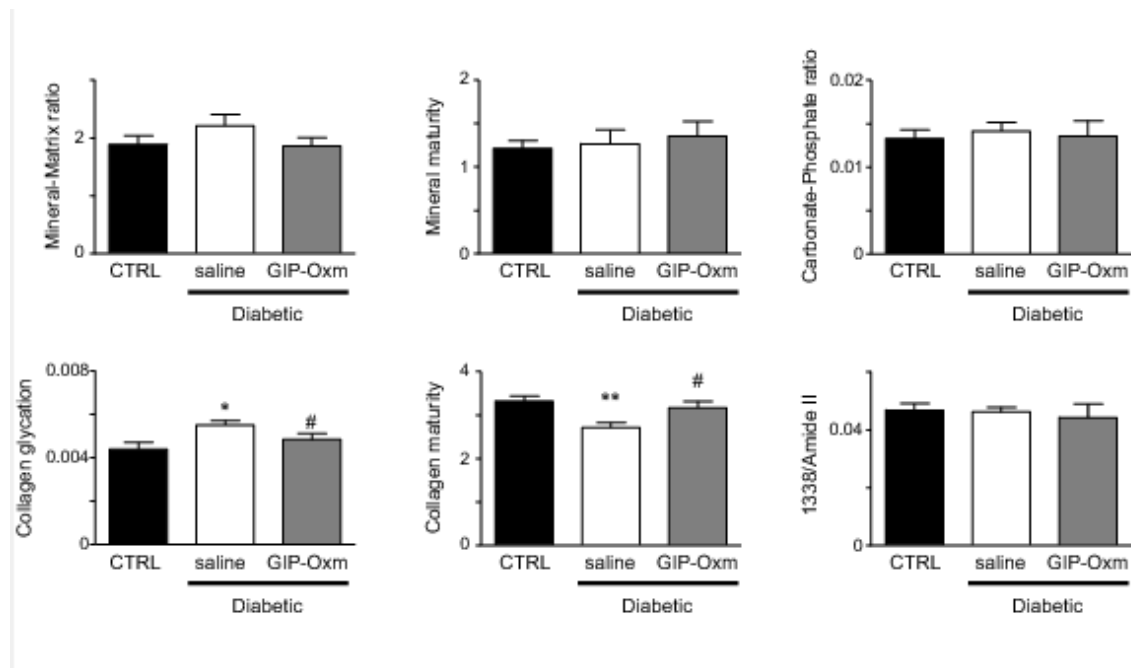 Mineral-Matrix ratio
2
0
CTRL saline GIP-Oxm
Diabetic
Mineral maturity
2
1
0
CTRL saline GIP-Oxm
Diabetic
Carbonate-Phosphate ratio
0.02
0.01
0
CTRL saline GIP-Oxm
Diabetic
Collagen glycation
0.008
0.004
0
* #
CTRL saline GIP-Oxm
Diabetic
Collagen maturity
4
2
0
** #
CTRL saline GIP-Oxm
Diabetic
1338/Amide II
0.04
0
CTRL saline GIP-Oxm
Diabetic